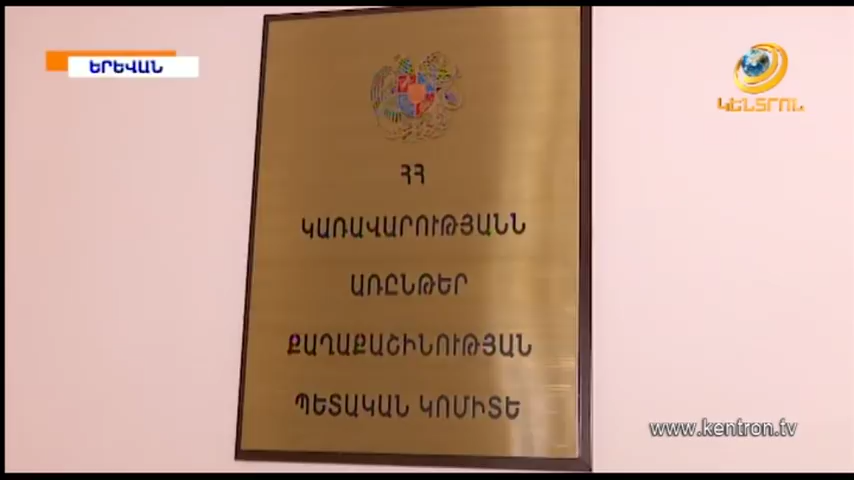 ԵՐԵՎԱՆ
ԿԵՆՏՐՈՆ
ՀՀ
ԿԱՌԱՎԱՐՈՒԹՅԱՆՆ
ԱՌԸՆԹԵՐ
ՔԱՂԱՔԱՇԻՆՈՒԹՅԱՆ
ՊԵՏԱԿԱՆ ԿՈՄԻՏԵ
www.kentron.tv